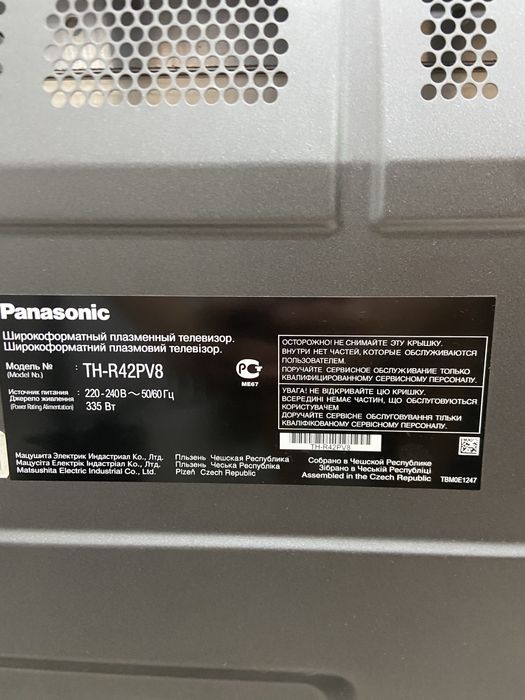 Panasonic
Широкоформатный плазменный телевизор.
Широкоформатний плазмовий телевізор.
Модель № : TH-R42PV8
(Model No.)
Источник питания : 220-240В ~ 50/60 Гц
Джерело живлення
(Power Rating Alimentation) 335 Вт
PG
ME67
ОСТОРОЖНО! НЕ СНИМАЙТЕ ЭТУ КРЫШКУ.
ВНУТРИ НЕТ ЧАСТЕЙ, КОТОРЫЕ ОБСЛУЖИВАЮТСЯ
ПОЛЬЗОВАТЕЛЕМ.
ПОРУЧАЙТЕ СЕРВИСНОЕ ОБСЛУЖИВАНИЕ ТОЛЬКО
КВАЛИФИЦИРОВАННОМУ СЕРВИСНОМУ ПЕРСОНАЛУ.
УВАГА! НЕ ВІДКРИВАЙТЕ ЦЮ КРИШКУ.
ВСЕРЕДИНІ НЕМАЄ ЧАСТИН, ЩО ОБСЛУГОВУЮТЬСЯ
КОРИСТУВАЧЕМ
ДОРУЧАЙТЕ СЕРВІСНЕ ОБСЛУГОВУВАННЯ ТІЛЬКИ
КВАЛІФІКОВАНОМУ СЕРВІСНОМУ ПЕРСОНАЛУ.
TH-R42PV8
Мацушита Электрик Индастриал Ко., Лтд. Пльзень Чешская Республика Собрано в Чешской Республике
Мацусіта Електрік Індастріал Ко., Лтд. Пльзень Чеська Республіка Зібрано в Чеській Республіці
Matsushita Electric Industrial Co., Ltd. Plzeň Czech Republic Assembled in the Czech Republic TBM0E1247